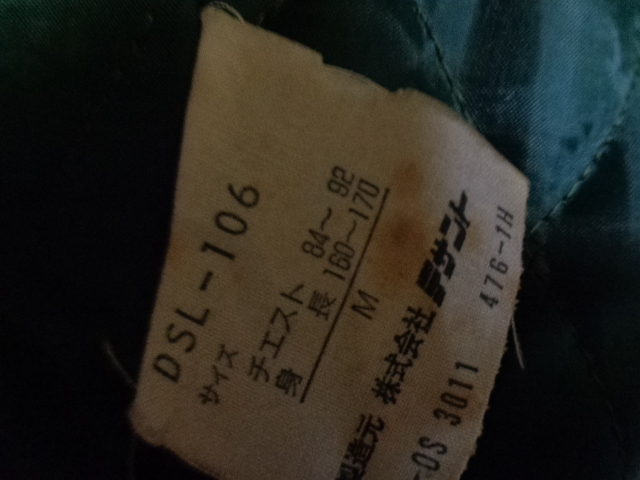 DSL-106
サイズ
チエスト 84〜 92
身 長 160〜170
M
製造元 株式会社 デサント
-OS 3011 476-1H